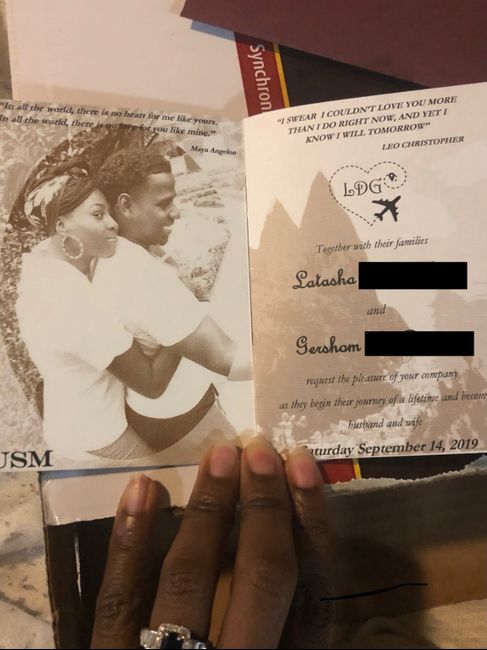 Synchron
"In all the world, there is no heart for me like yours.
In all the world, there is no love for you like mine."
Maya Angelou
USM
"I SWEAR I COULDN'T LOVE YOU MORE
THAN I DO RIGHT NOW, AND YET I
KNOW I WILL TOMORROW"
LEO CHRISTOPHER
LDG
Together with their families
Latasha
and
Gershom
request the pleasure of your company
as they begin their journey of a lifetime and becom
husband and wife
Saturday September 14, 2019